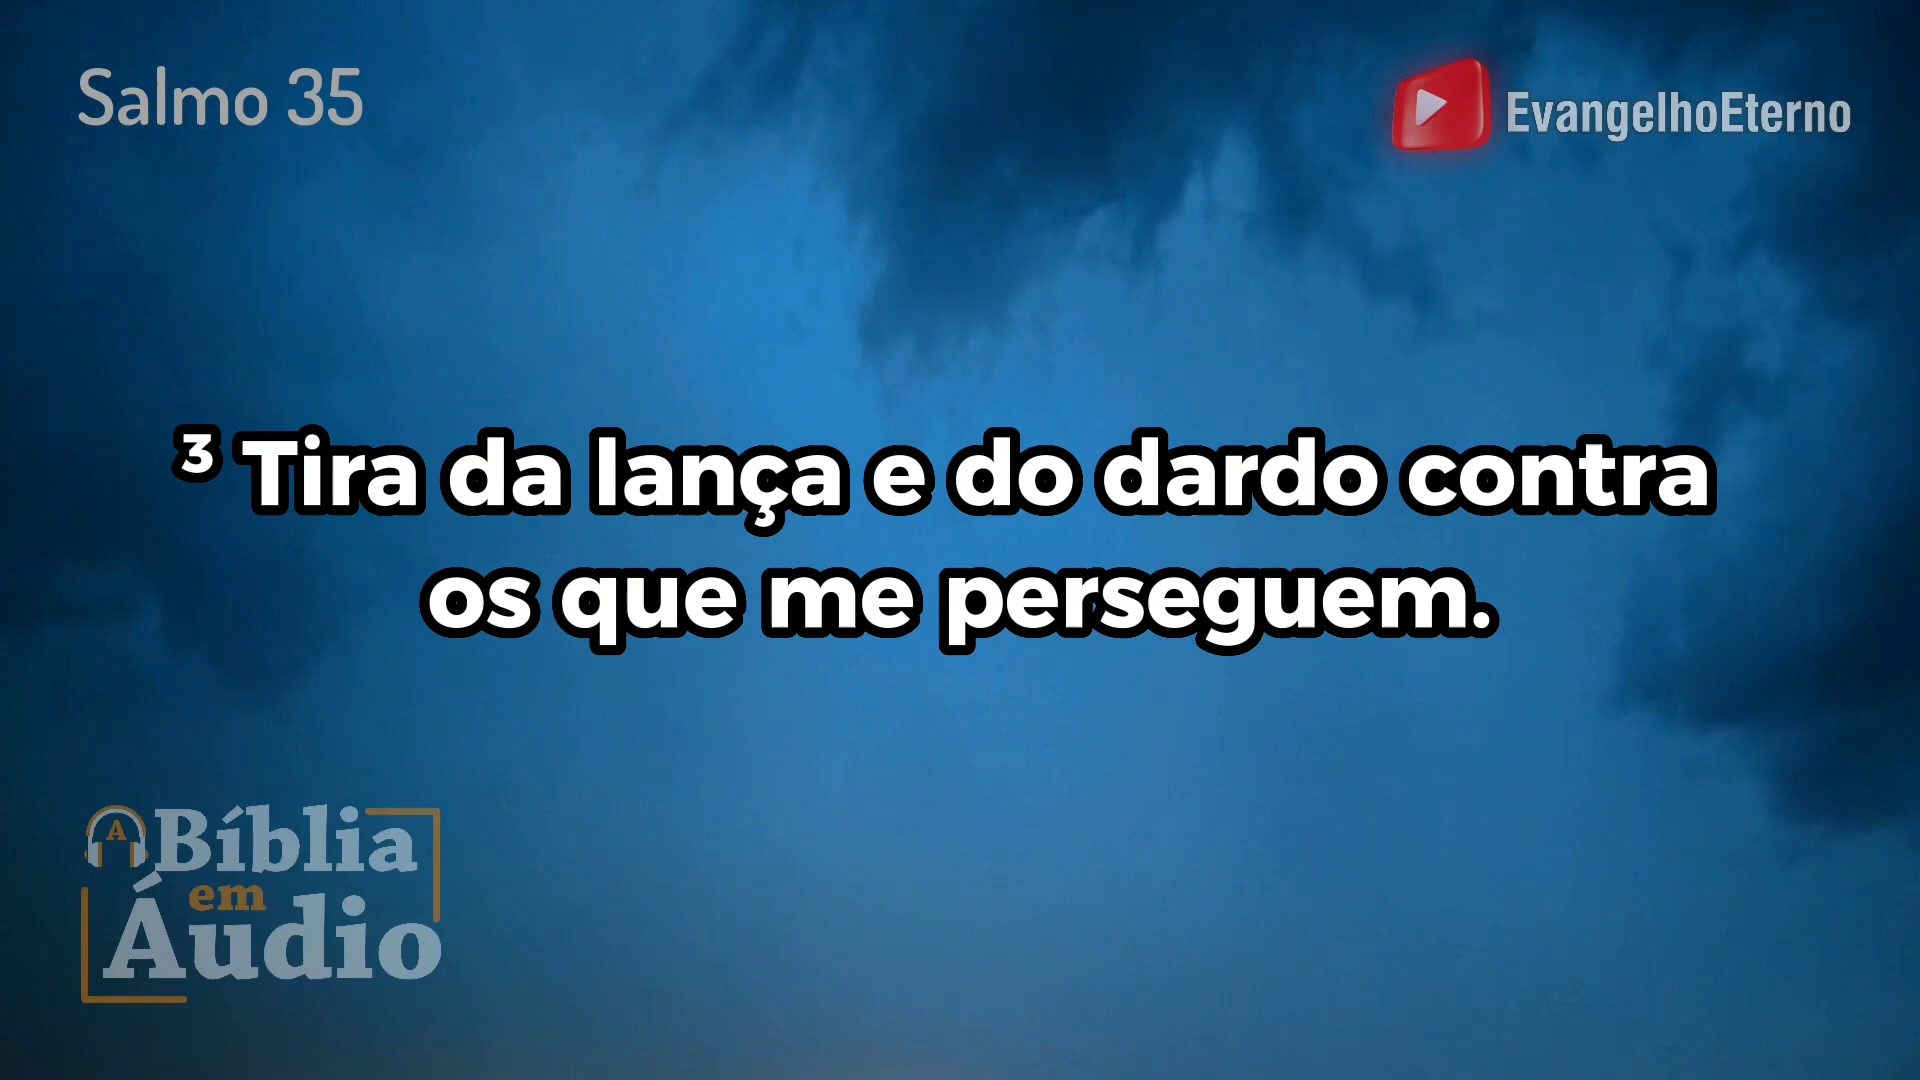 Salmo 35
EvangelhoEterno
³ Tira da lança e do dardo contra
os que me perseguem.
A Bíblia
em
Áudio